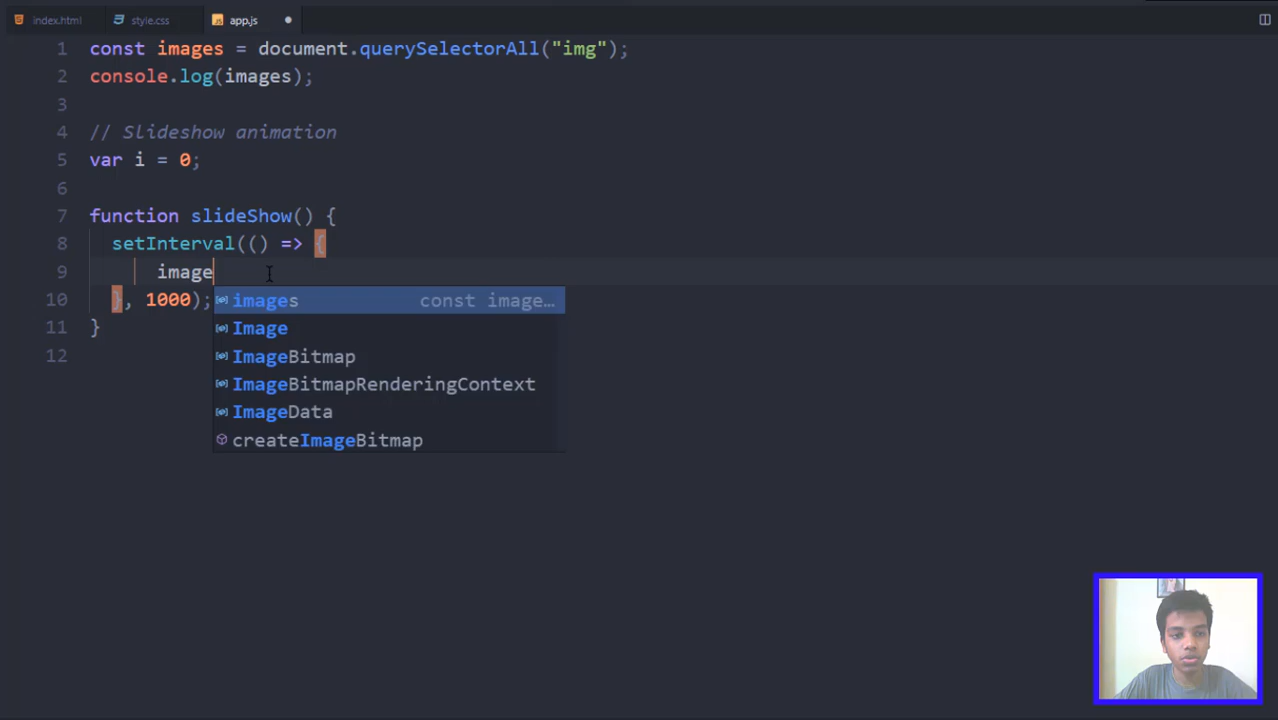 index.html style.css app.js
1 const images = document.querySelectorAll("img");
2 console.log(images);
3
4 // Slideshow animation
5 var i = 0;
6
7 function slideShow() {
8 setInterval(() => {
9 image
10 }, 1000);
images const image…
11 }
Image
12
ImageBitmap
ImageBitmapRenderingContext
ImageData
createImageBitmap